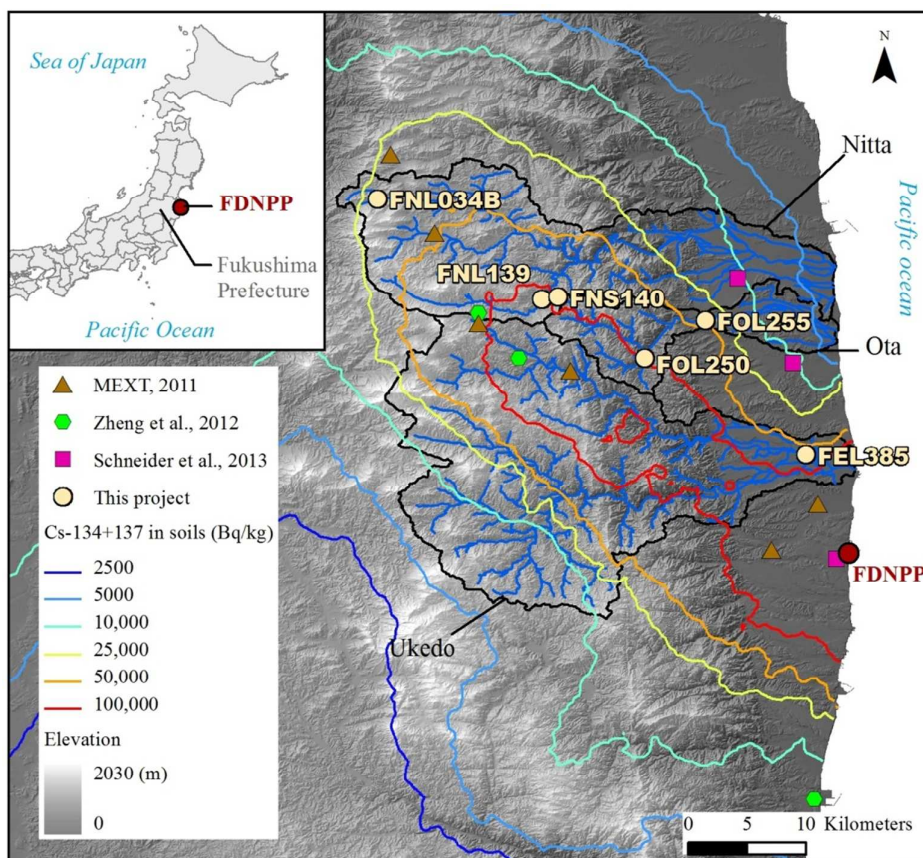 Sea of Japan
FDNPP
Fukushima
Prefecture
Pacific Ocean
N
Nitta
Pacific ocean
FNL034B
FNL139
FNS140
FOL255
Ota
FOL250
FEL385
FDNPP
Ukedo
MEXT, 2011
Zheng et al., 2012
Schneider et al., 2013
This project
Cs-134+137 in soils (Bq/kg)
2500
5000
10,000
25,000
50,000
100,000
Elevation
2030 (m)
0
0 5 10 Kilometers